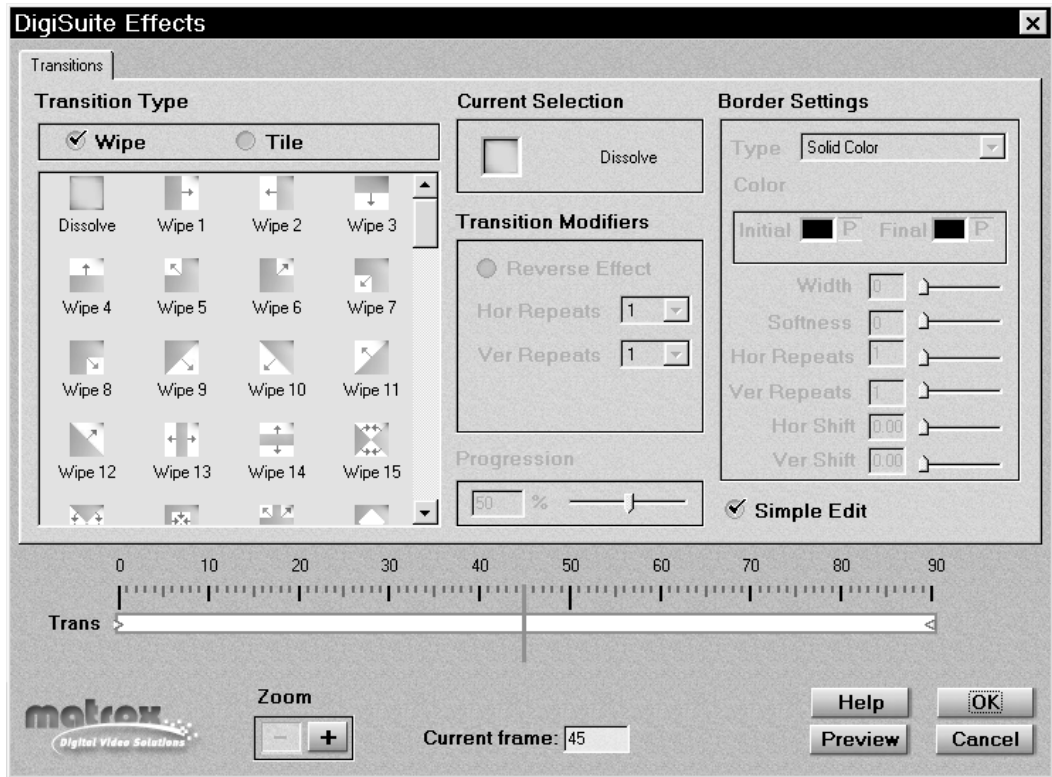 DigiSuite Effects
Transitions
Transition Type
Wipe Tile
Dissolve Wipe 1 Wipe 2 Wipe 3
Wipe 4 Wipe 5 Wipe 6 Wipe 7
Wipe 8 Wipe 9 Wipe 10 Wipe 11
Wipe 12 Wipe 13 Wipe 14 Wipe 15
Current Selection
Dissolve
Transition Modifiers
Reverse Effect
Hor Repeats 1
Ver Repeats 1
Progression
50 %
Border Settings
Type Solid Color
Color
Initial P Final P
Width 0
Softness 0
Hor Repeats 1
Ver Repeats 1
Hor Shift 0.00
Ver Shift 0.00
Simple Edit
0 10 20 30 40 50 60 70 80 90
Trans
matrox
Digital Video Solutions
Zoom
- +
Current frame: 45
Help OK
Preview Cancel